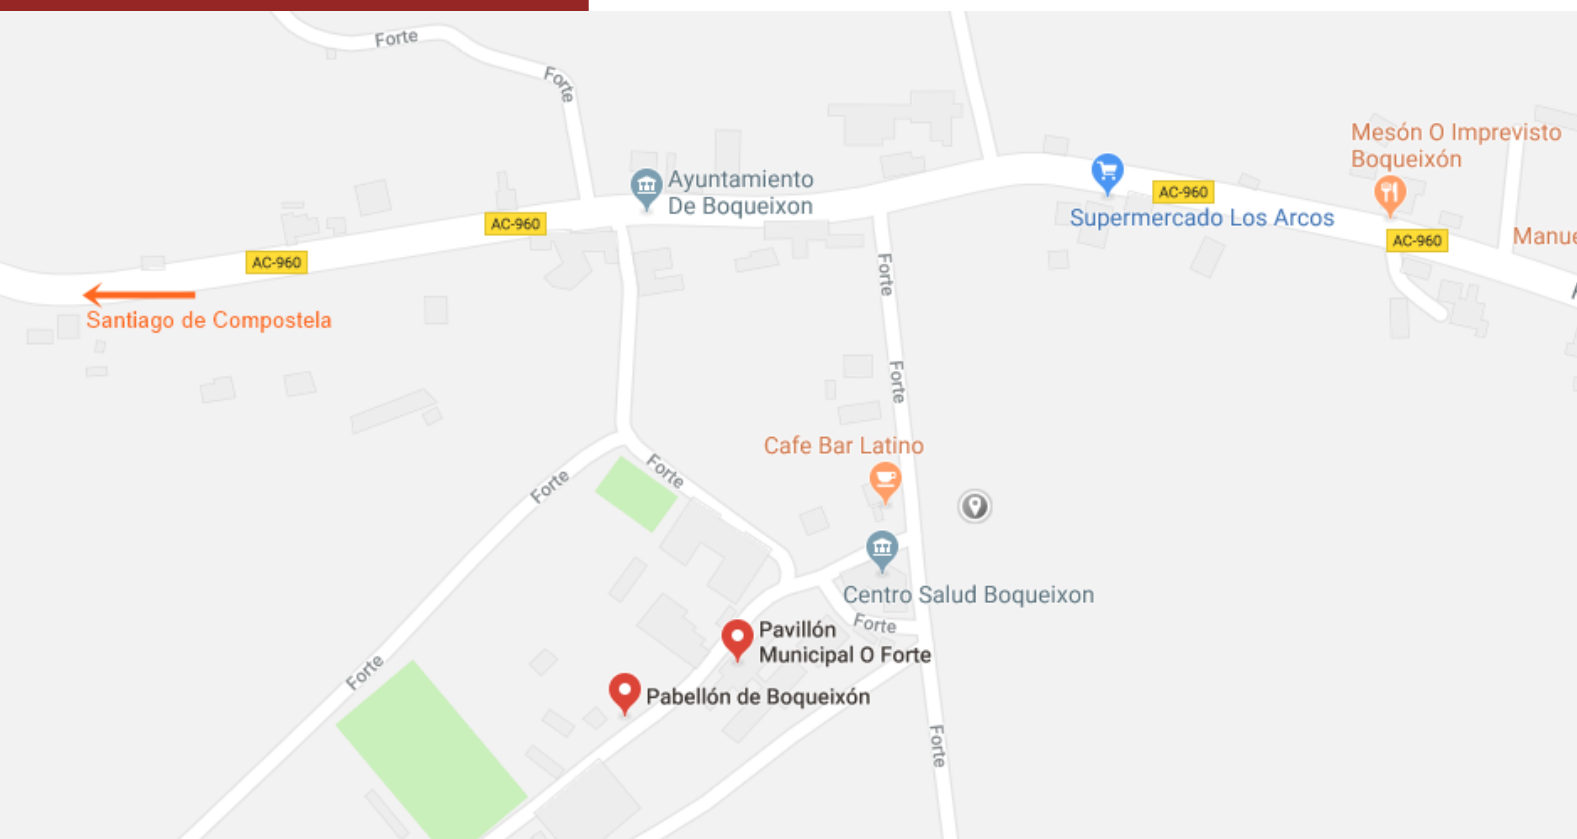 Forte
Forte
Mesón O Imprevisto
Boqueixón
Ayuntamiento
De Boqueixon
AC-960
Supermercado Los Arcos
AC-960
AC-960
Manue
AC-960
Forte
Santiago de Compostela
Forte
Cafe Bar Latino
Forte
Forte
Centro Salud Boqueixon
Forte
Pavillón
Municipal O Forte
Forte
Pabellón de Boqueixón
Forte